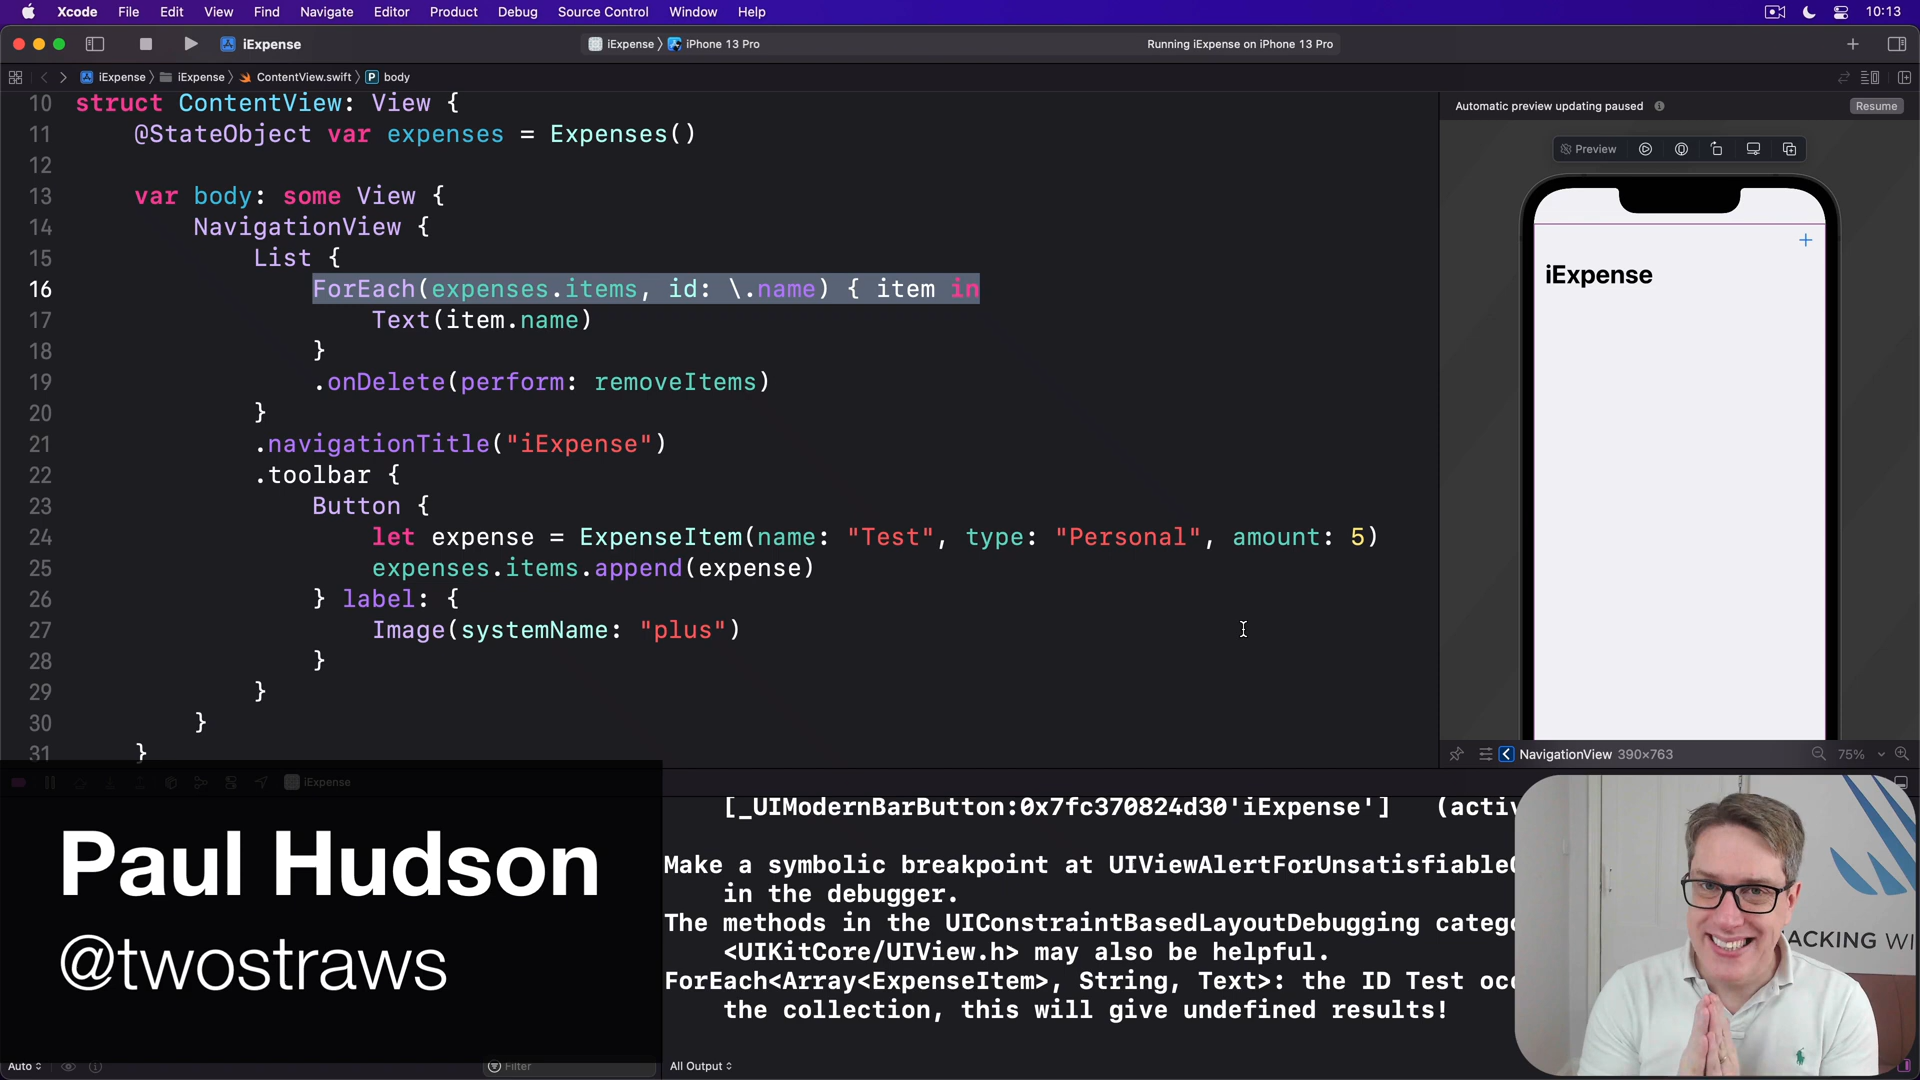 Xcode File Edit View Find Navigate Editor Product Debug Source Control Window Help 10:13
iExpense iExpense iPhone 13 Pro Running iExpense on iPhone 13 Pro
iExpense iExpense ContentView.swift P body
10 struct ContentView: View {
11 @StateObject var expenses = Expenses()
12
13 var body: some View {
14 NavigationView {
15 List {
16 ForEach(expenses.items, id: \.name) { item in
17 Text(item.name)
18 }
19 .onDelete(perform: removeItems)
20 }
21 .navigationTitle("iExpense")
22 .toolbar {
23 Button {
24 let expense = ExpenseItem(name: "Test", type: "Personal", amount: 5)
25 expenses.items.append(expense)
26 } label: {
27 Image(systemName: "plus")
28 }
29 }
30 }
31 }
Automatic preview updating paused Resume
Preview
iExpense
NavigationView 390×763 75%
iExpense
Paul Hudson
@twostraws
[_UIModernBarButton:0x7fc370824d30'iExpense'] (activ
Make a symbolic breakpoint at UIViewAlertForUnsatisfiableC
in the debugger.
The methods in the UIConstraintBasedLayoutDebugging catego
<UIKitCore/UIView.h> may also be helpful.
ForEach<Array<ExpenseItem>, String, Text>: the ID Test occ
the collection, this will give undefined results!
ACKING WI
Auto Filter All Output